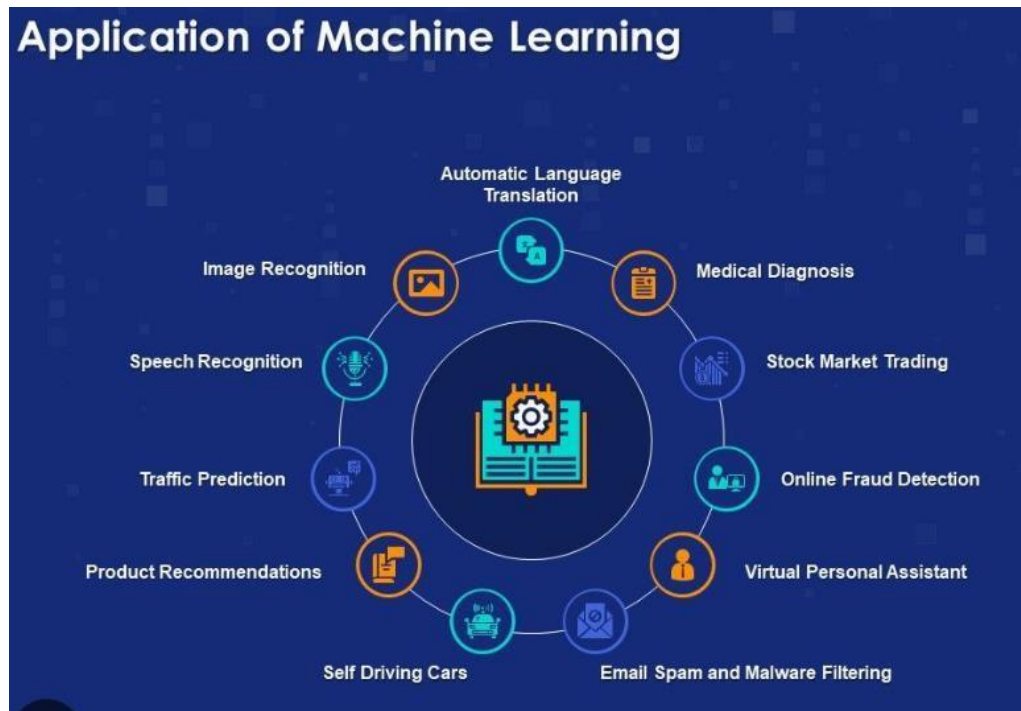 Application of Machine Learning
Automatic Language
Translation
Image Recognition
Medical Diagnosis
Speech Recognition
Stock Market Trading
Traffic Prediction
Online Fraud Detection
Product Recommendations
Virtual Personal Assistant
Self Driving Cars
Email Spam and Malware Filtering